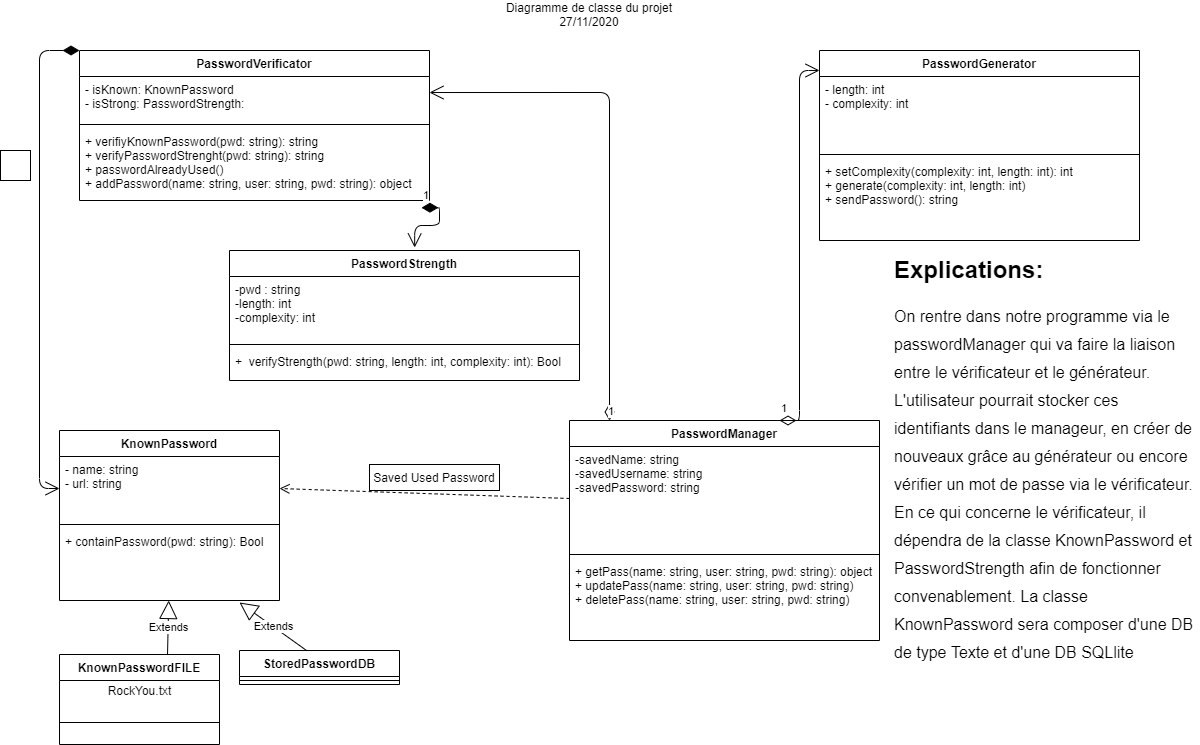 Diagramme de classe du projet
27/11/2020
PasswordVerificator
- isKnown: KnownPassword
- isStrong: PasswordStrength:
+ verifiyKnownPassword(pwd: string): string
+ verifyPasswordStrenght(pwd: string): string
+ passwordAlreadyUsed()
+ addPassword(name: string, user: string, pwd: string): object
1
PasswordGenerator
- length: int
- complexity: int
+ setComplexity(complexity: int, length: int): int
+ generate(complexity: int, length: int)
+ sendPassword(): string
PasswordStrength
-pwd : string
-length: int
-complexity: int
+ verifyStrength(pwd: string, length: int, complexity: int): Bool
Explications:
On rentre dans notre programme via le
passwordManager qui va faire la liaison
entre le vérificateur et le générateur.
L'utilisateur pourrait stocker ces
identifiants dans le manageur, en créer de
nouveaux grâce au générateur ou encore
vérifier un mot de passe via le vérificateur.
En ce qui concerne le vérificateur, il
dépendra de la classe KnownPassword et
PasswordStrength afin de fonctionner
convenablement. La classe
KnownPassword sera composer d'une DB
de type Texte et d'une DB SQLlite
1
1
PasswordManager
-savedName: string
-savedUsername: string
-savedPassword: string
+ getPass(name: string, user: string, pwd: string): object
+ updatePass(name: string, user: string, pwd: string)
+ deletePass(name: string, user: string, pwd: string)
Saved Used Password
KnownPassword
- name: string
- url: string
+ containPassword(pwd: string): Bool
Extends
Extends
KnownPasswordFILE
RockYou.txt
StoredPasswordDB